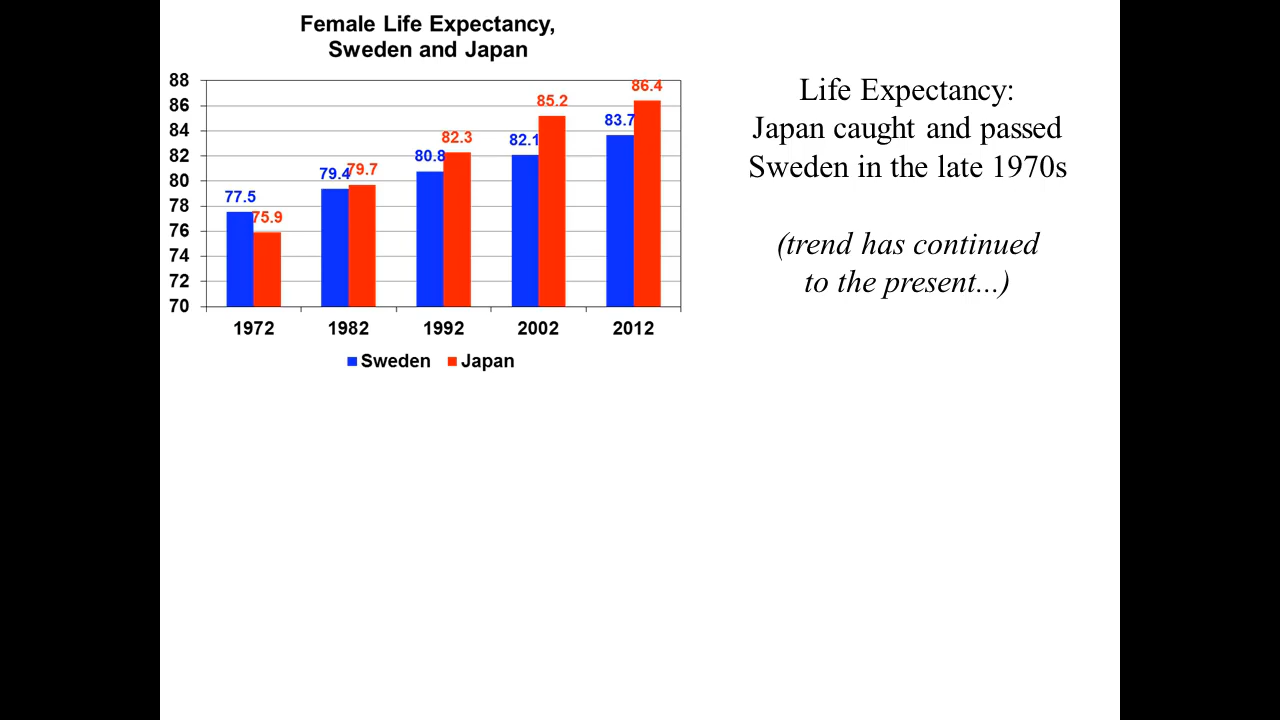 Female Life Expectancy,
Sweden and Japan
88
86
84
82
80
78
76
74
72
70
77.5
75.9
79.4
79.7
80.8
82.3
82.1
85.2
83.7
86.4
1972 1982 1992 2002 2012
Sweden Japan
Life Expectancy:
Japan caught and passed
Sweden in the late 1970s
(trend has continued
to the present...)